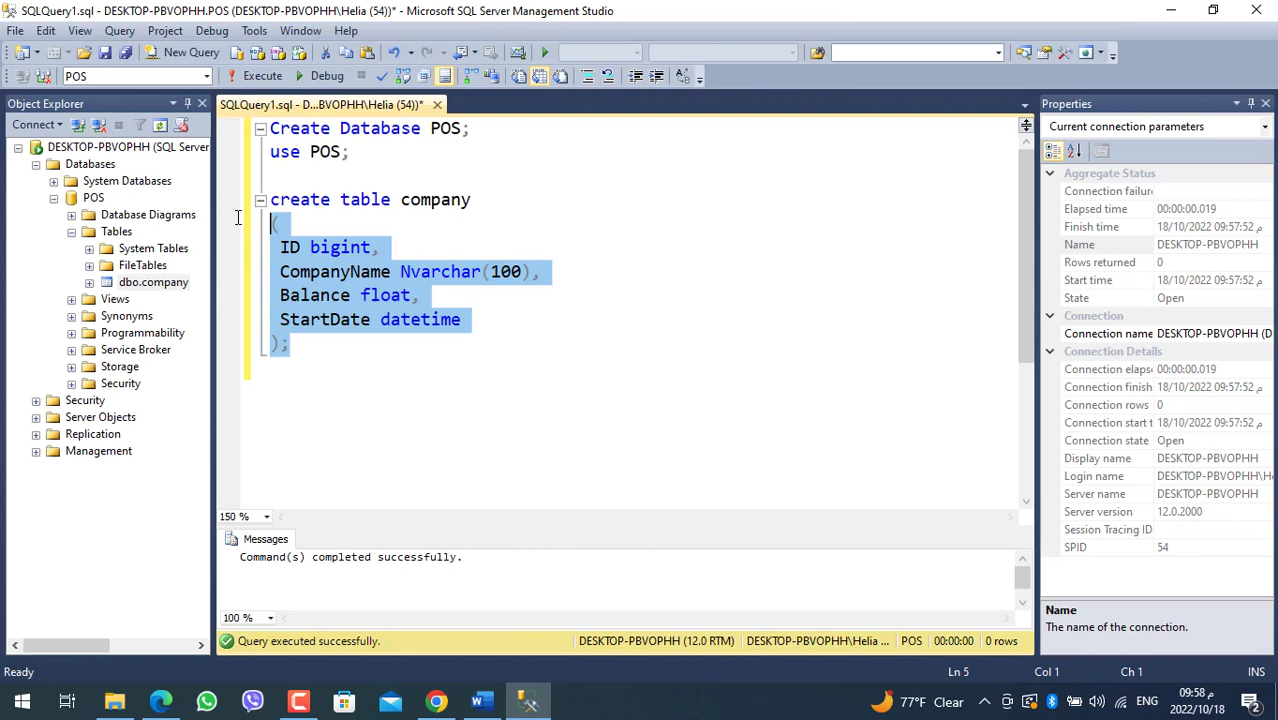 SQLQuery1.sql - DESKTOP-PBVOPHH.POS (DESKTOP-PBVOPHH\Helia (54))* - Microsoft SQL Server Management Studio
File Edit View Query Project Debug Tools Window Help
New Query
POS Execute Debug
Object Explorer
SQLQuery1.sql - D...BVOPHH\Helia (54))*
Properties
Connect
Current connection parameters
DESKTOP-PBVOPHH (SQL Server
Databases
System Databases
POS
Database Diagrams
Tables
System Tables
FileTables
dbo.company
Views
Synonyms
Programmability
Service Broker
Storage
Security
Security
Server Objects
Replication
Management
Create Database POS;
use POS;
create table company
(
ID bigint,
CompanyName Nvarchar(100),
Balance float,
StartDate datetime
);
150 %
Messages
Command(s) completed successfully.
100 %
Query executed successfully. DESKTOP-PBVOPHH (12.0 RTM) DESKTOP-PBVOPHH\Helia ... POS 00:00:00 0 rows
Aggregate Status
Connection failure
Elapsed time 00:00:00.019
Finish time 18/10/2022 09:57:52 م
Name DESKTOP-PBVOPHH
Rows returned 0
Start time 18/10/2022 09:57:52 م
State Open
Connection
Connection name DESKTOP-PBVOPHH (D
Connection Details
Connection elaps 00:00:00.019
Connection finish 18/10/2022 09:57:52 م
Connection rows 0
Connection start t 18/10/2022 09:57:52 م
Connection state Open
Display name DESKTOP-PBVOPHH
Login name DESKTOP-PBVOPHH\He
Server name DESKTOP-PBVOPHH
Server version 12.0.2000
Session Tracing ID
SPID 54
Name
The name of the connection.
Ready Ln 5 Col 1 Ch 1 INS
77°F Clear ENG 09:58 م
2022/10/18 2